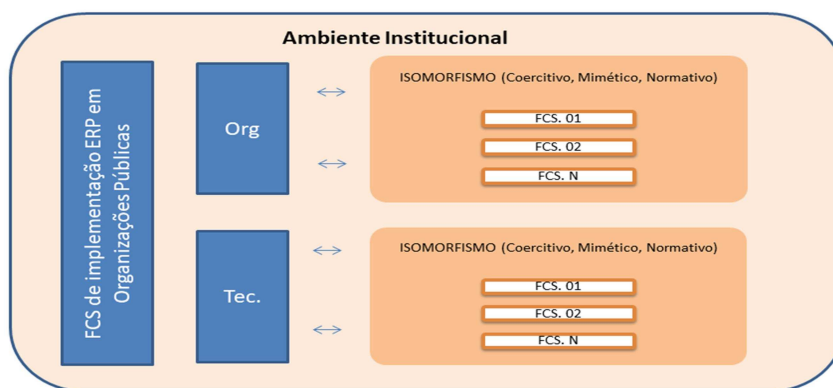 Ambiente Institucional
FCS de implementação ERP em
Organizações Públicas
Org
ISOMORFISMO (Coercitivo, Mimético, Normativo)
FCS. 01
FCS. 02
FCS. N
Tec.
ISOMORFISMO (Coercitivo, Mimético, Normativo)
FCS. 01
FCS. 02
FCS. N